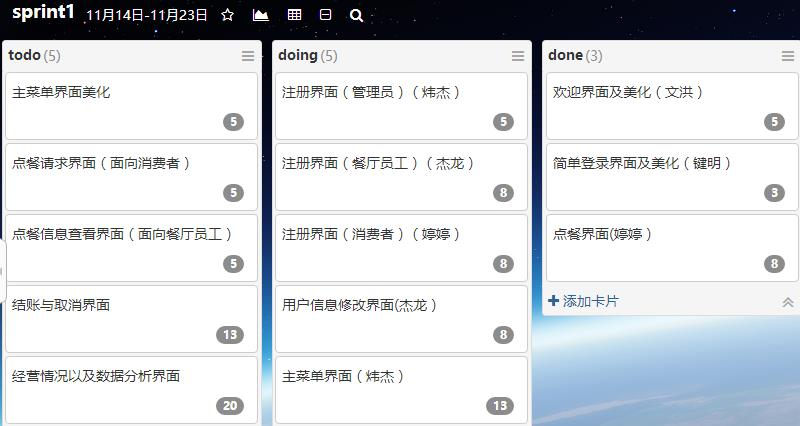 sprint1 11月14日-11月23日
todo (5)
主菜单界面美化
5
点餐请求界面（面向消费者）
5
点餐信息查看界面（面向餐厅员工）
5
结账与取消界面
13
经营情况以及数据分析界面
20
doing (5)
注册界面（管理员）（炜杰）
5
注册界面（餐厅员工）（杰龙）
8
注册界面（消费者）（婷婷）
8
用户信息修改界面(杰龙）
8
主菜单界面（炜杰）
13
done (3)
欢迎界面及美化（文洪）
5
简单登录界面及美化（键明）
3
点餐界面(婷婷）
8
添加卡片